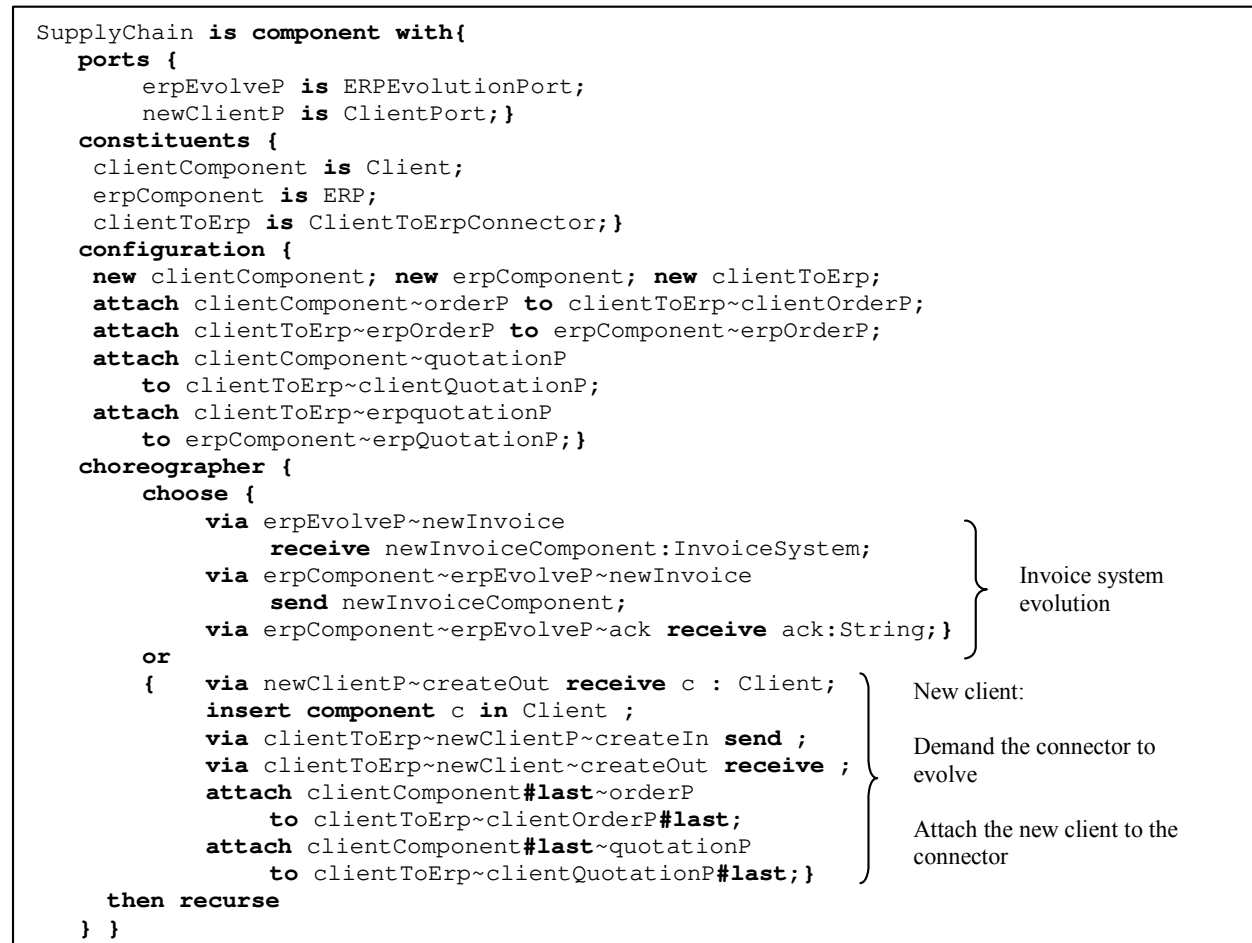 SupplyChain is component with{
ports {
erpEvolveP is ERPEvolutionPort;
newClientP is ClientPort;}
constituents {
clientComponent is Client;
erpComponent is ERP;
clientToErp is ClientToErpConnector;}
configuration {
new clientComponent; new erpComponent; new clientToErp;
attach clientComponent~orderP to clientToErp~clientOrderP;
attach clientToErp~erpOrderP to erpComponent~erpOrderP;
attach clientComponent~quotationP
to clientToErp~clientQuotationP;
attach clientToErp~erpquotationP
to erpComponent~erpQuotationP;}
choreographer {
choose {
via erpEvolveP~newInvoice
receive newInvoiceComponent:InvoiceSystem;
via erpComponent~erpEvolveP~newInvoice
send newInvoiceComponent;
via erpComponent~erpEvolveP~ack receive ack:String;}
Invoice system
evolution
or
{ via newClientP~createOut receive c : Client;
insert component c in Client ;
via clientToErp~newClientP~createIn send ;
via clientToErp~newClient~createOut receive ;
attach clientComponent#last~orderP
to clientToErp~clientOrderP#last;
attach clientComponent#last~quotationP
to clientToErp~clientQuotationP#last;}
New client:
Demand the connector to
evolve
Attach the new client to the
connector
then recurse
} }